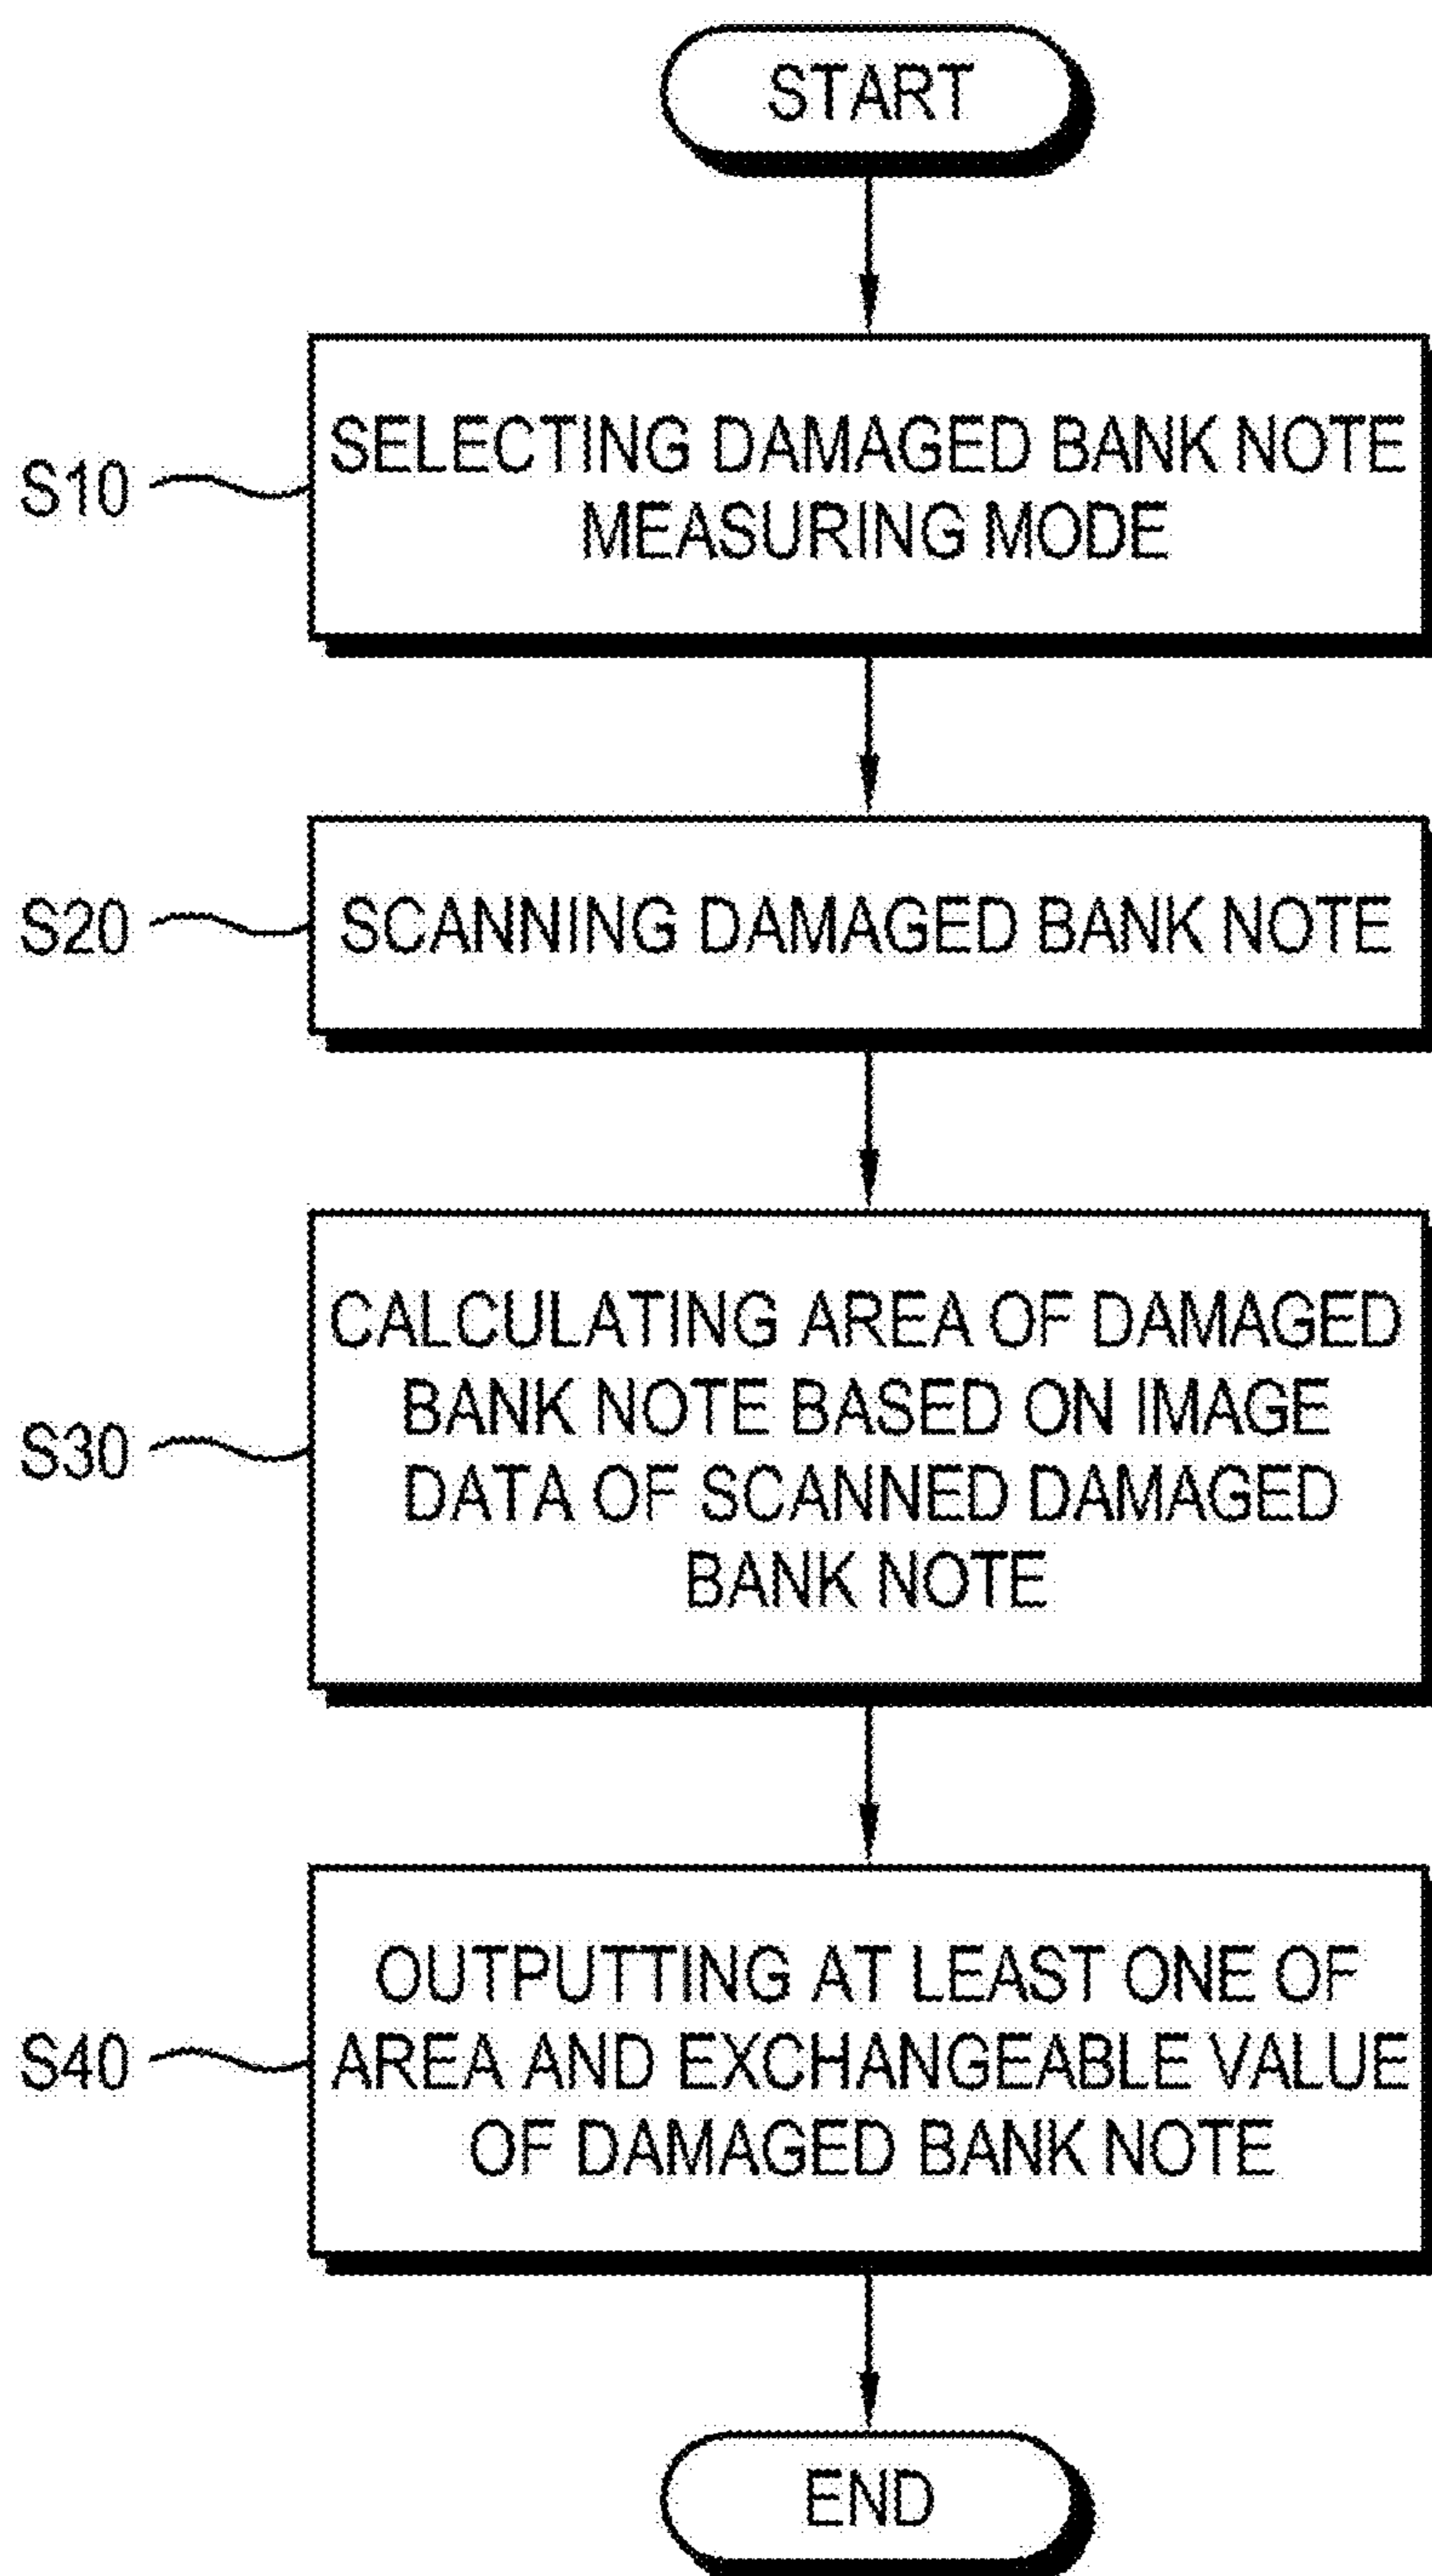 START
S10
SELECTING DAMAGED BANK NOTE
MEASURING MODE
S20
SCANNING DAMAGED BANK NOTE
S30
CALCULATING AREA OF DAMAGED
BANK NOTE BASED ON IMAGE
DATA OF SCANNED DAMAGED
BANK NOTE
S40
OUTPUTTING AT LEAST ONE OF
AREA AND EXCHANGEABLE VALUE
OF DAMAGED BANK NOTE
END